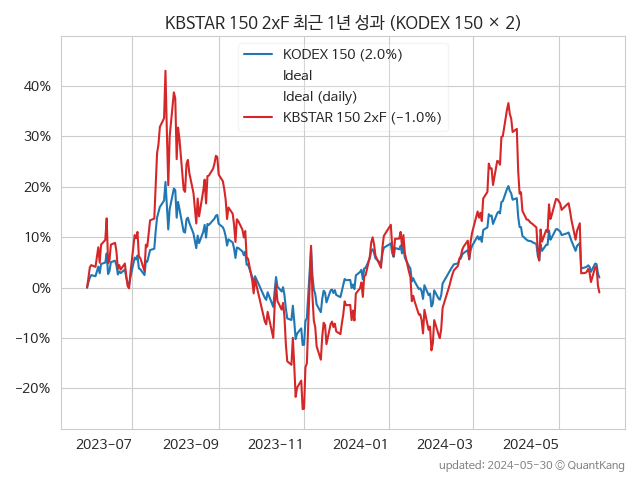 KBSTAR 150 2xF 최근 1년 성과 (KODEX 150 × 2)
KODEX 150 (2.0%)
Ideal
Ideal (daily)
KBSTAR 150 2xF (−1.0%)
40%
30%
20%
10%
0%
−10%
−20%
2023-07 2023-09 2023-11 2024-01 2024-03 2024-05
updated: 2024-05-30 © QuantKang